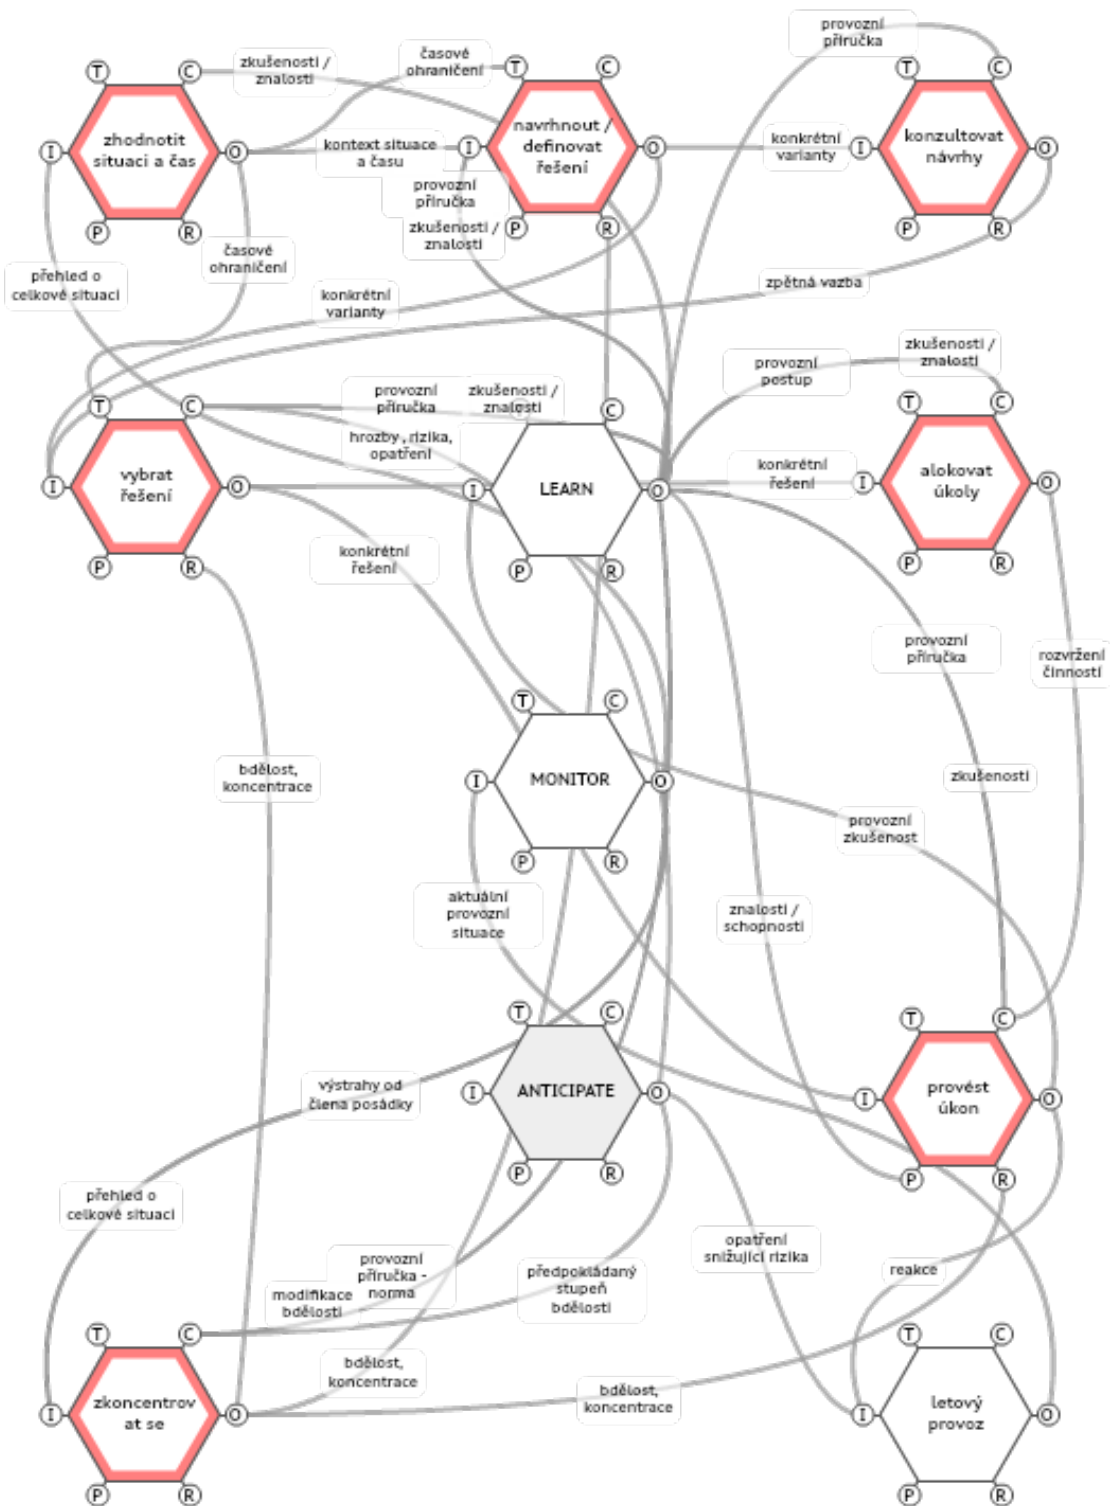 provozní
příručka
T
C
zkušenosti /
znalosti
časové
ohraničení
T
C
T
C
zhodnotit
situaci a čas
I
O
kontext situace
a času
I
navrhnout /
definovat
řešení
O
konkrétní
varianty
I
konzultovat
návrhy
O
provozní
příručka
zkušenosti /
znalosti
P
R
P
R
P
R
časové
ohraničení
přehled o
celkové situaci
konkrétní
varianty
zpětná vazba
provozní
postup
zkušenosti /
znalosti
T
C
provozní
příručka
zkušenosti /
znalosti
C
T
C
hrozby, rizika,
opatření
vybrat
řešení
I
O
I
LEARN
O
konkrétní
řešení
I
alokovat
úkoly
O
konkrétní
řešení
P
R
P
R
P
R
provozní
příručka
rozvržení
činností
T
C
bdělost,
koncentrace
I
MONITOR
O
zkušenosti
provozní
zkušenost
P
R
aktuální
provozní
situace
znalosti /
schopnosti
T
C
T
C
výstrahy od
člena posádky
I
ANTICIPATE
O
I
provést
úkon
O
P
R
P
R
přehled o
celkové situaci
opatření
snižující rizika
provozní
příručka -
norma
modifikace
bdělosti
předpokládaný
stupeň
bdělosti
reakce
T
C
T
C
bdělost,
koncentrace
bdělost,
koncentrace
I
zkoncentrov
at se
O
I
letový
provoz
O
P
R
P
R